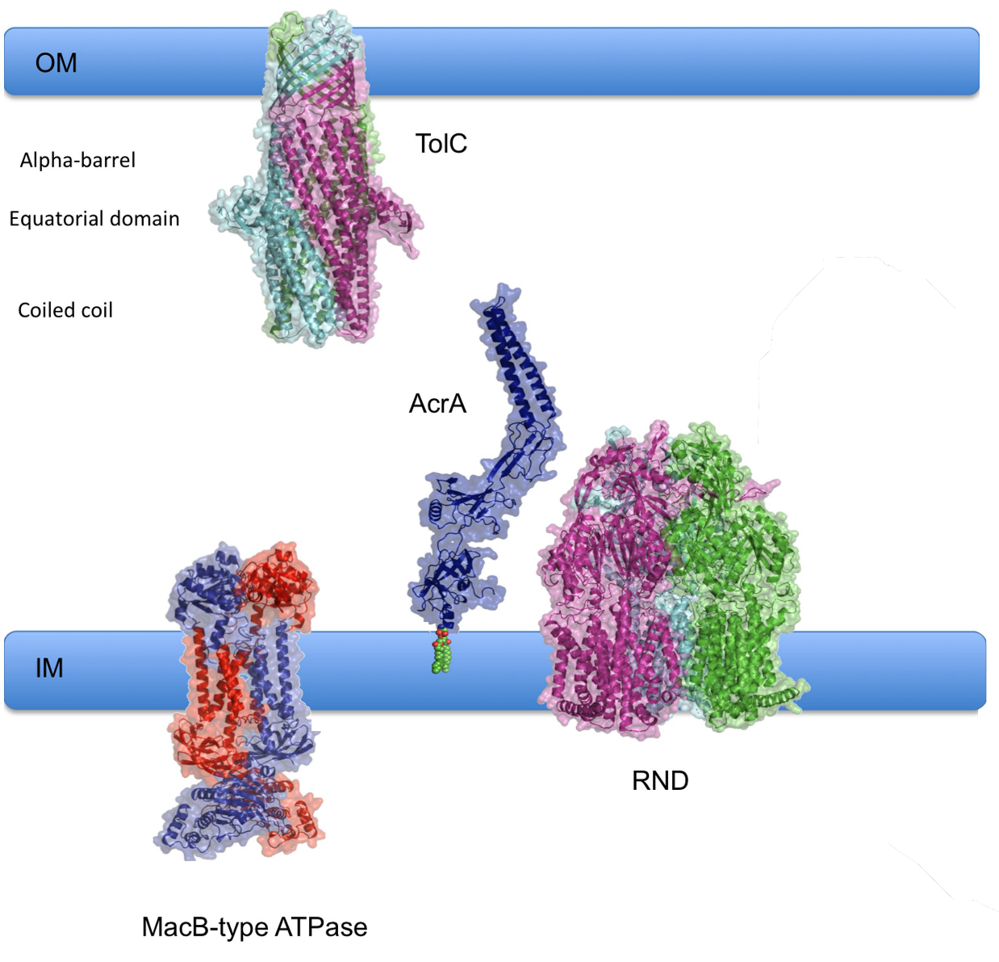 OM
TolC
Alpha-barrel
Equatorial domain
Coiled coil
AcrA
IM
RND
MacB-type ATPase